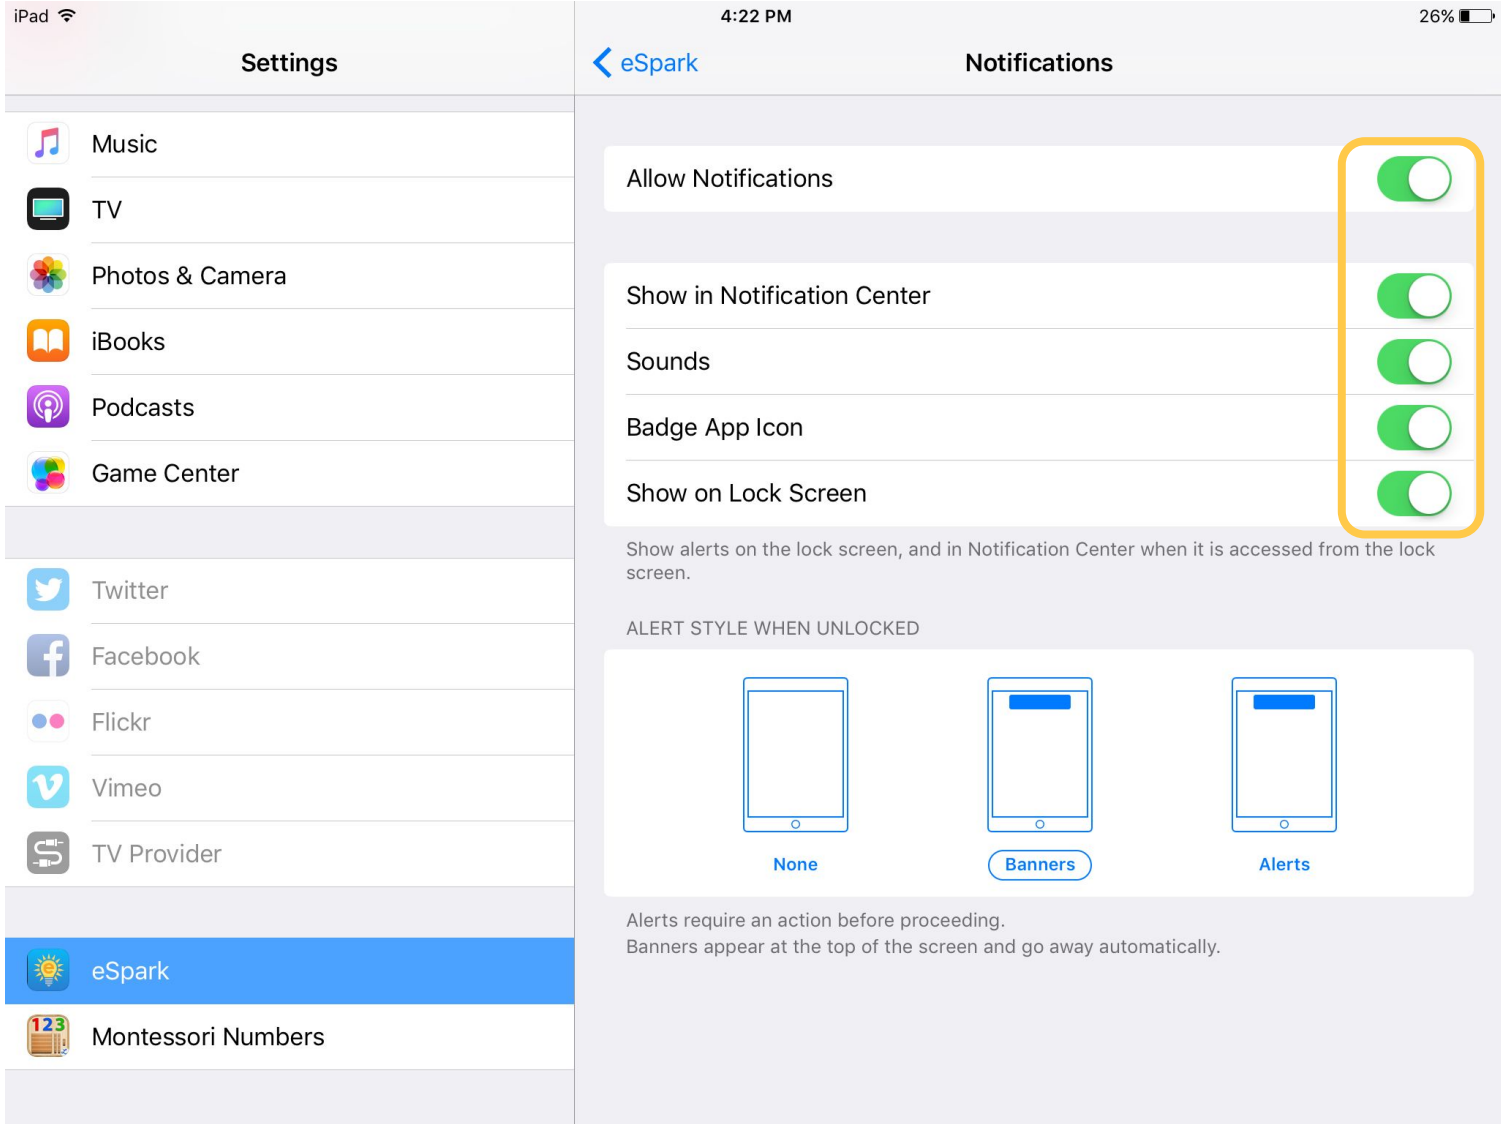 iPad
4:22 PM
26%
Settings
Music
TV
Photos & Camera
iBooks
Podcasts
Game Center
Twitter
Facebook
Flickr
Vimeo
TV Provider
eSpark
123
Montessori Numbers
eSpark
Notifications
Allow Notifications
Show in Notification Center
Sounds
Badge App Icon
Show on Lock Screen
Show alerts on the lock screen, and in Notification Center when it is accessed from the lock
screen.
ALERT STYLE WHEN UNLOCKED
None
Banners
Alerts
Alerts require an action before proceeding.
Banners appear at the top of the screen and go away automatically.